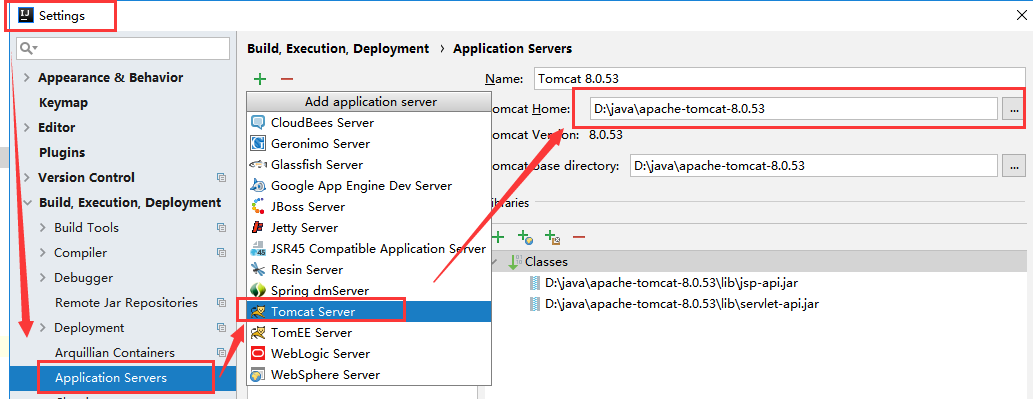 Settings
Appearance & Behavior
Keymap
Editor
Plugins
Version Control
Build, Execution, Deployment
Build Tools
Compiler
Debugger
Remote Jar Repositories
Deployment
Arquillian Containers
Application Servers
Build, Execution, Deployment › Application Servers
Add application server
CloudBees Server
Geronimo Server
Glassfish Server
Google App Engine Dev Server
JBoss Server
Jetty Server
JSR45 Compatible Application Server
Resin Server
Spring dmServer
Tomcat Server
TomEE Server
WebLogic Server
WebSphere Server
Name: Tomcat 8.0.53
omcat Home: D:\java\apache-tomcat-8.0.53 ...
omcat Version: 8.0.53
omcat base directory: D:\java\apache-tomcat-8.0.53 ...
ibraries
Classes
D:\java\apache-tomcat-8.0.53\lib\jsp-api.jar
D:\java\apache-tomcat-8.0.53\lib\servlet-api.jar